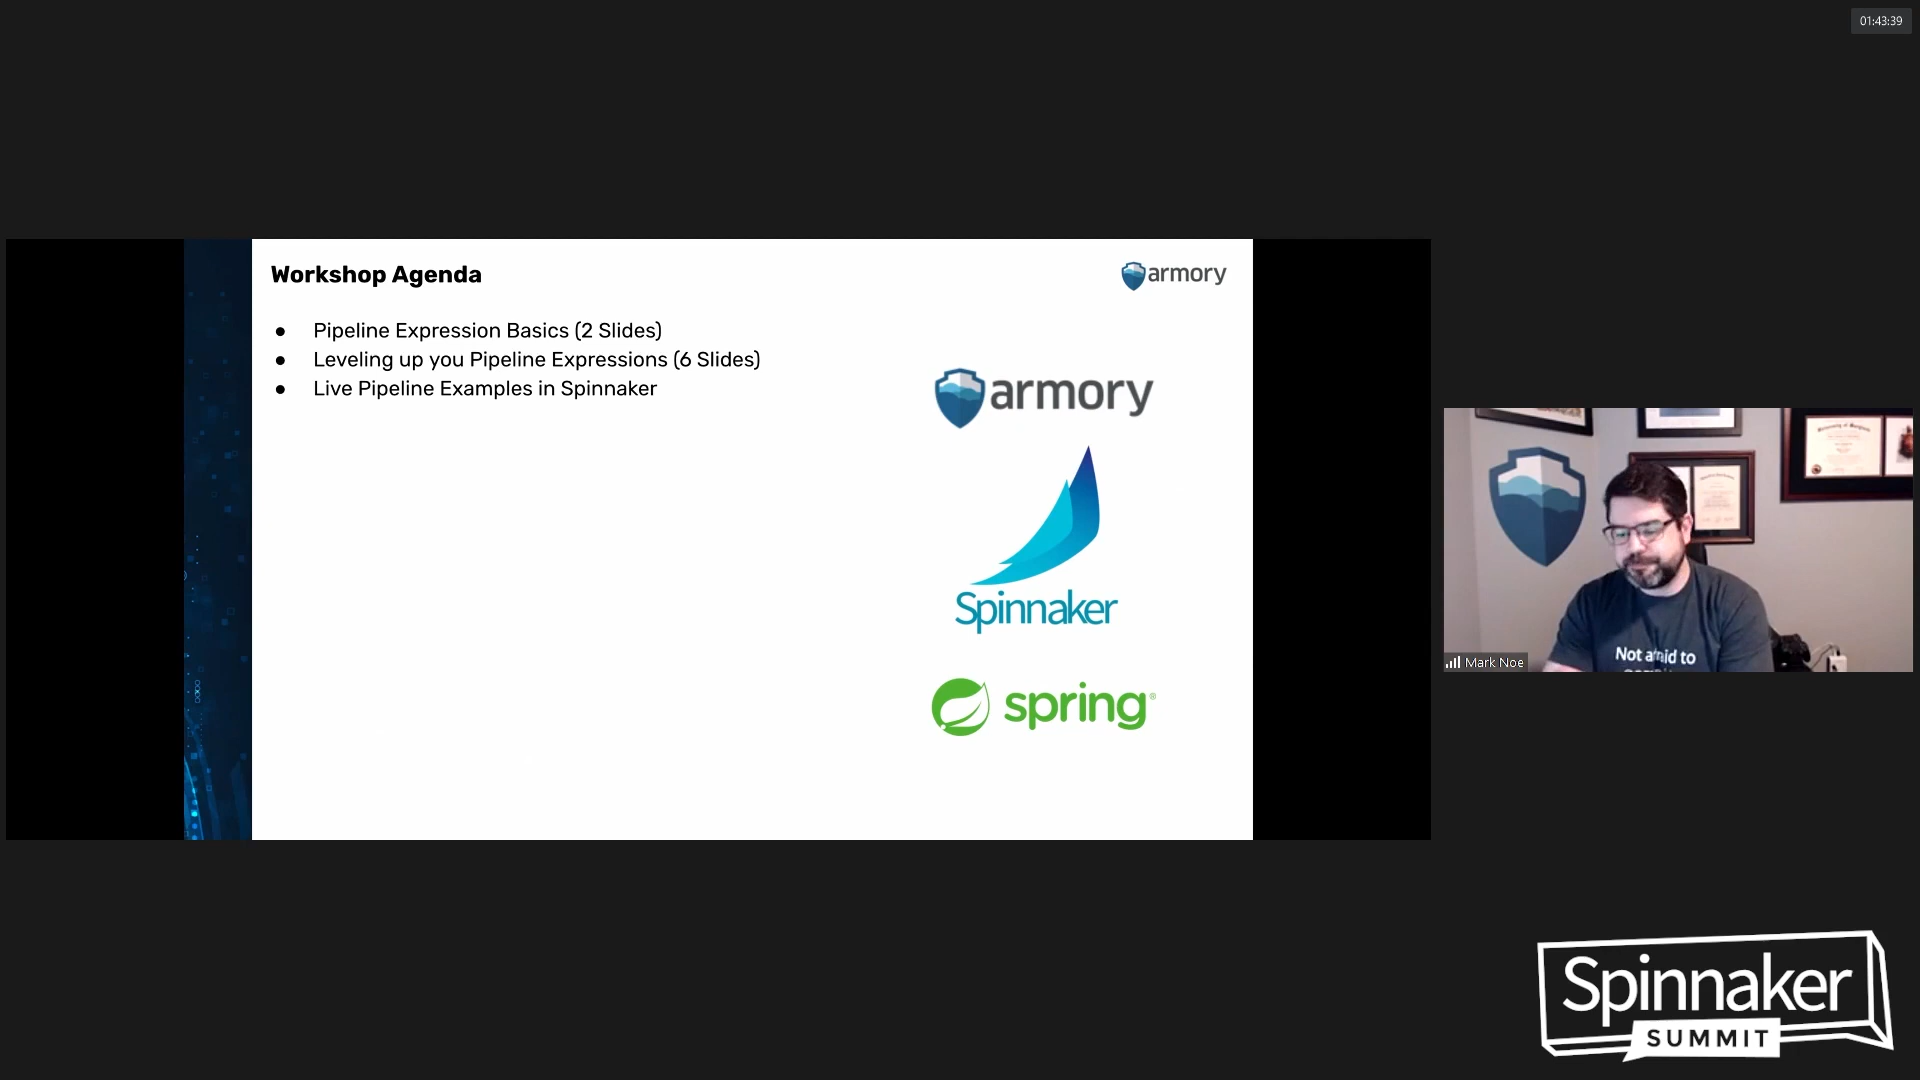 01:43:39
Workshop Agenda
armory
● Pipeline Expression Basics (2 Slides)
● Leveling up you Pipeline Expressions (6 Slides)
● Live Pipeline Examples in Spinnaker
armory
Spinnaker
spring®
Not afraid to
Mark Noe
Spinnaker
SUMMIT